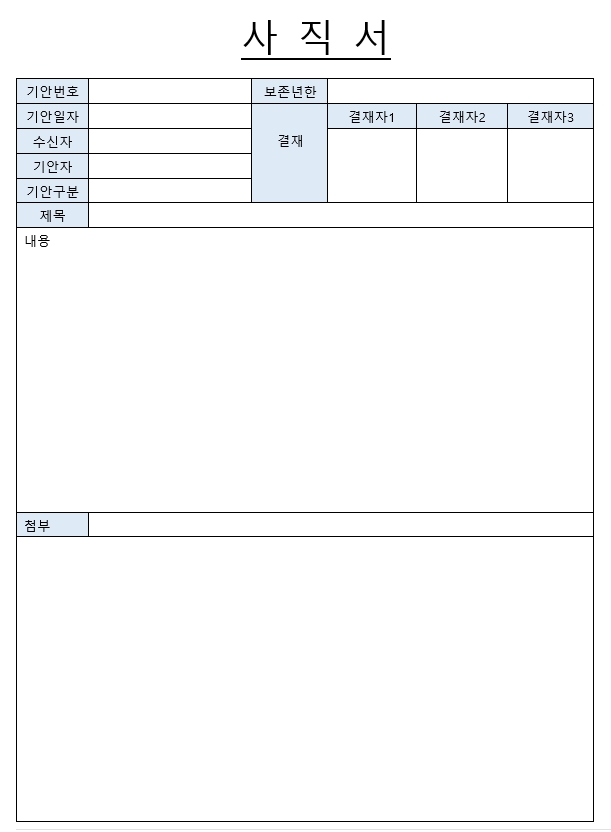 사 직 서
기안번호 보존년한
기안일자 결재 결재자1 결재자2 결재자3
수신자
기안자
기안구분
제목
내용
첨부